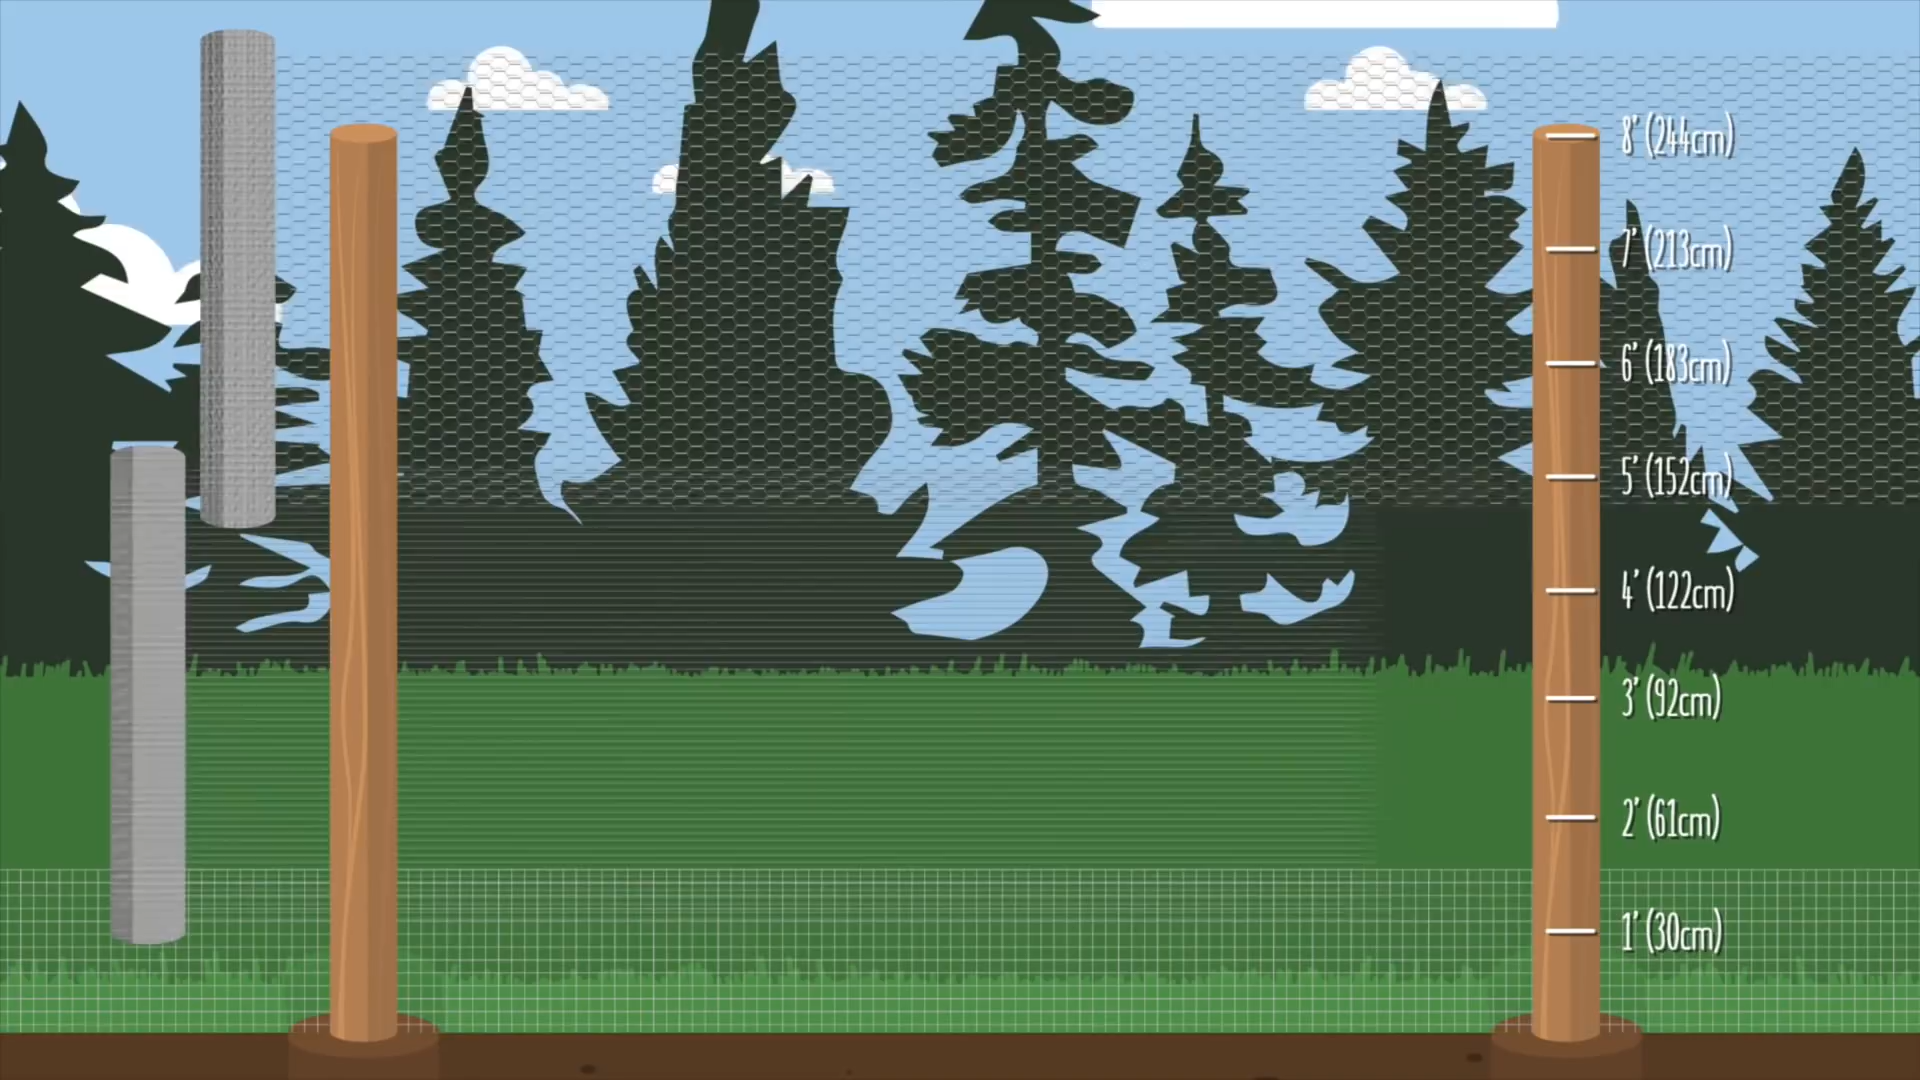 8' (244cm)
7' (213cm)
6' (183cm)
5' (152cm)
4' (122cm)
3' (92cm)
2' (61cm)
1' (30cm)